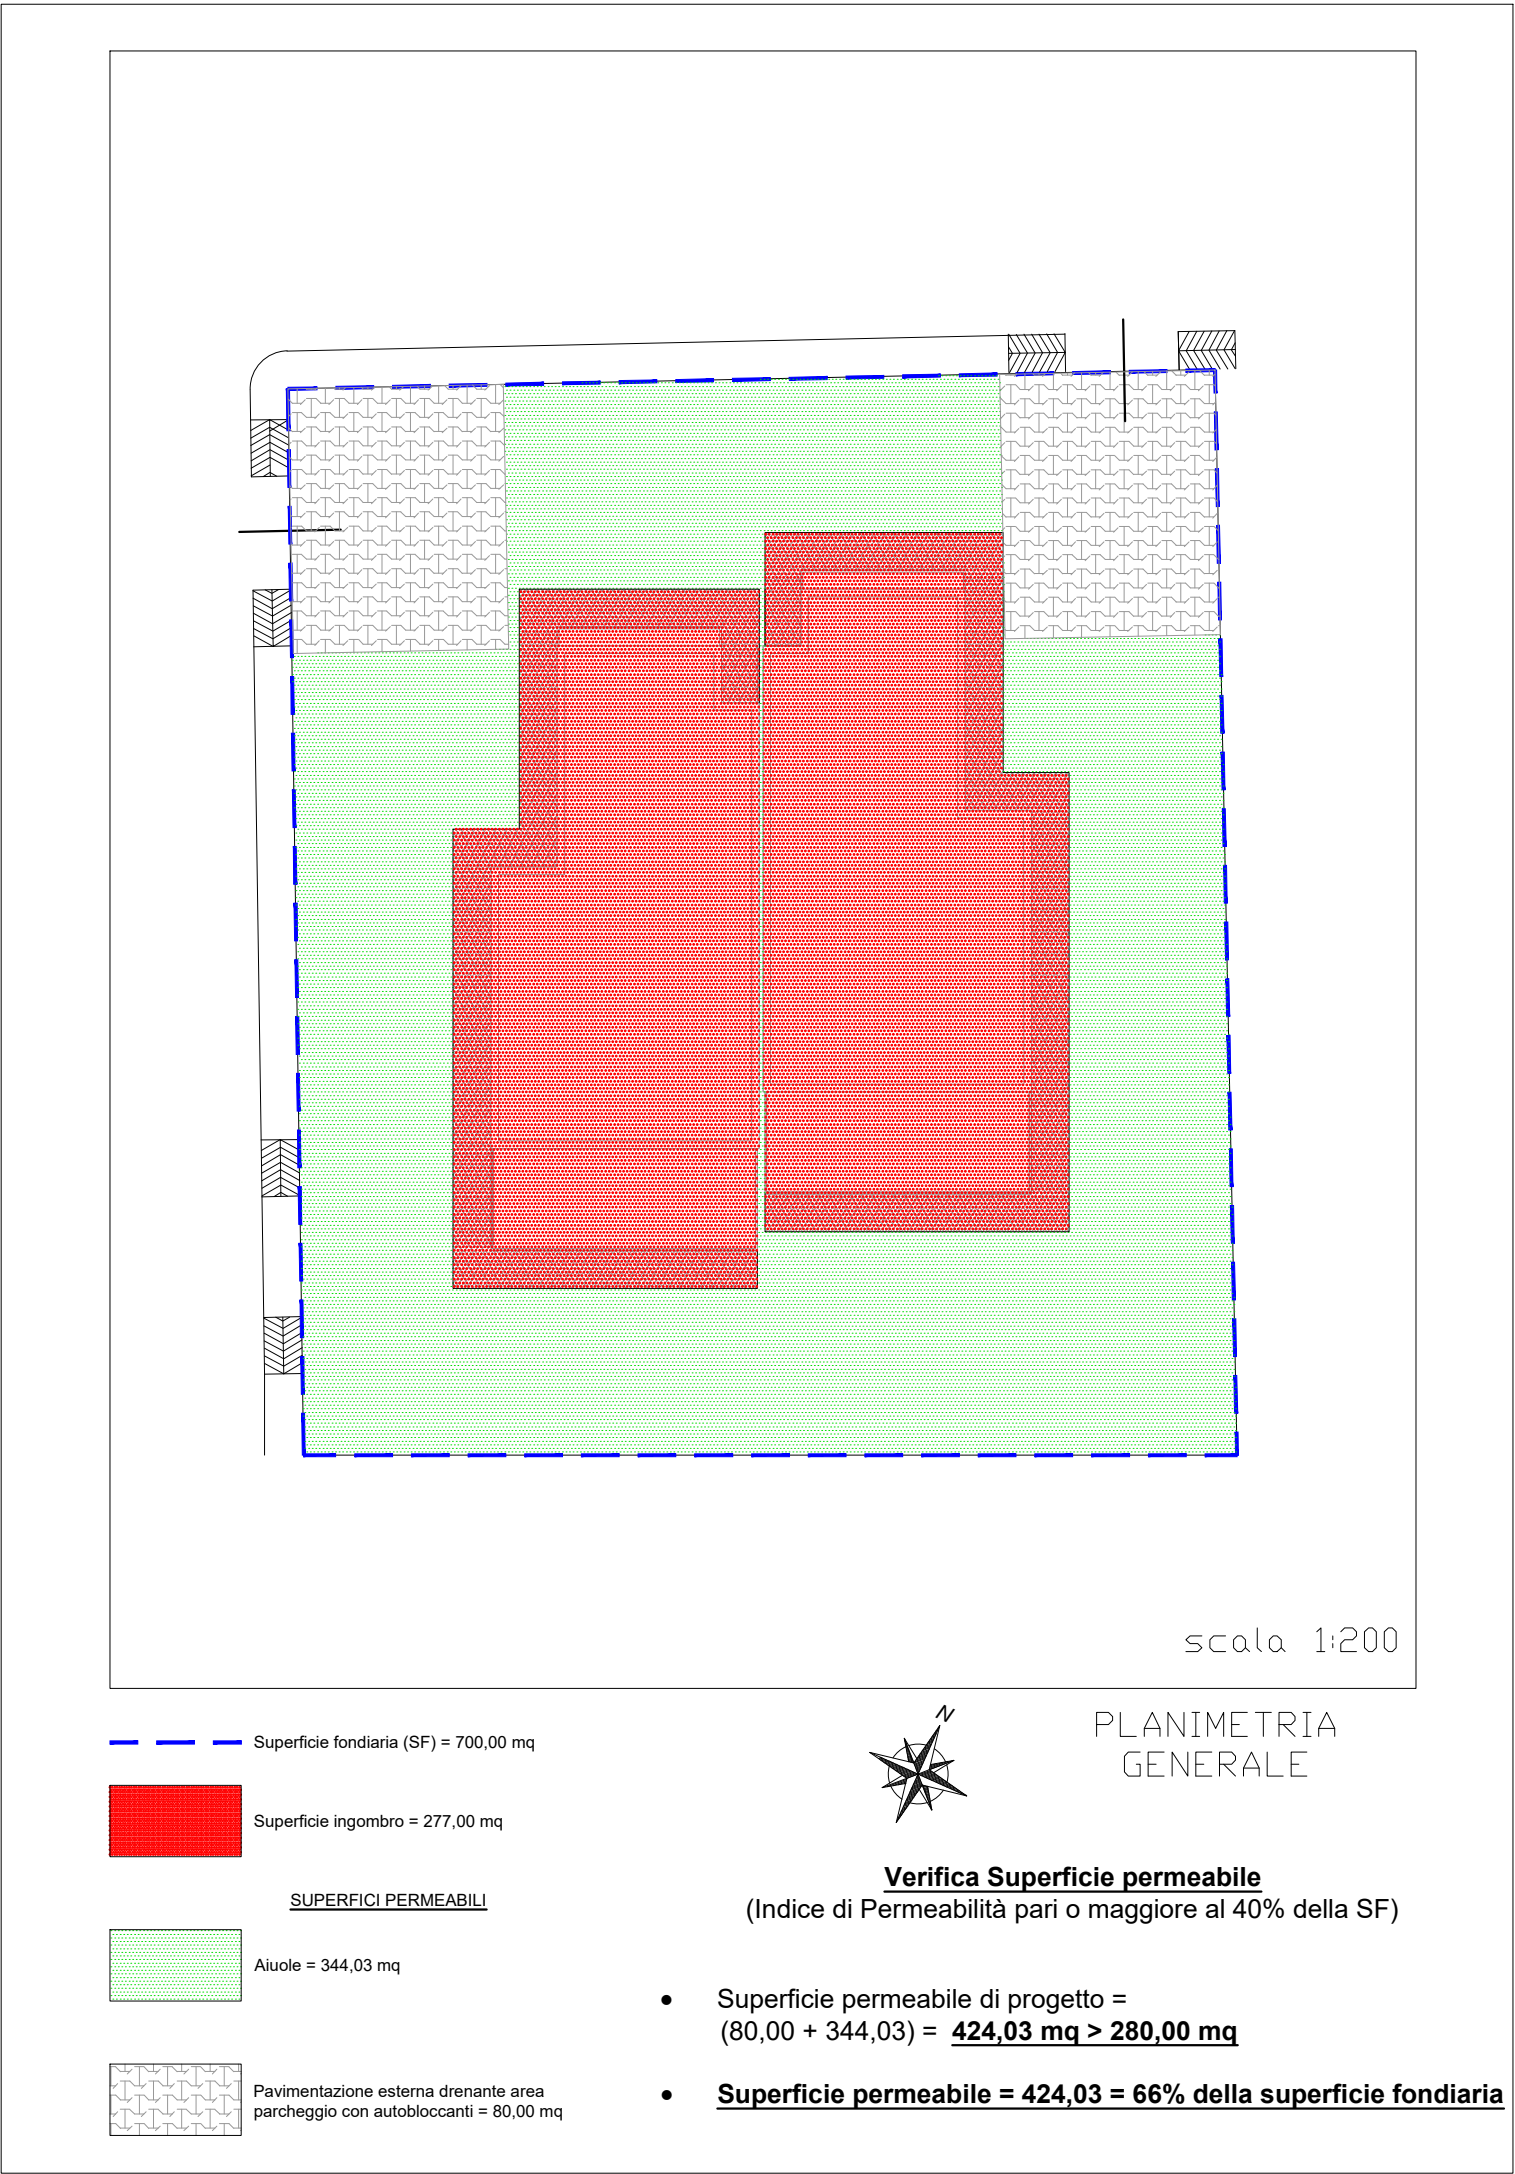 scala 1:200
Superficie fondiaria (SF) = 700,00 mq
Superficie ingombro = 277,00 mq
SUPERFICI PERMEABILI
Aiuole = 344,03 mq
Pavimentazione esterna drenante area
parcheggio con autobloccanti = 80,00 mq
N
PLANIMETRIA
GENERALE
Verifica Superficie permeabile
(Indice di Permeabilità pari o maggiore al 40% della SF)
• Superficie permeabile di progetto =
(80,00 + 344,03) = 424,03 mq > 280,00 mq
• Superficie permeabile = 424,03 = 66% della superficie fondiaria